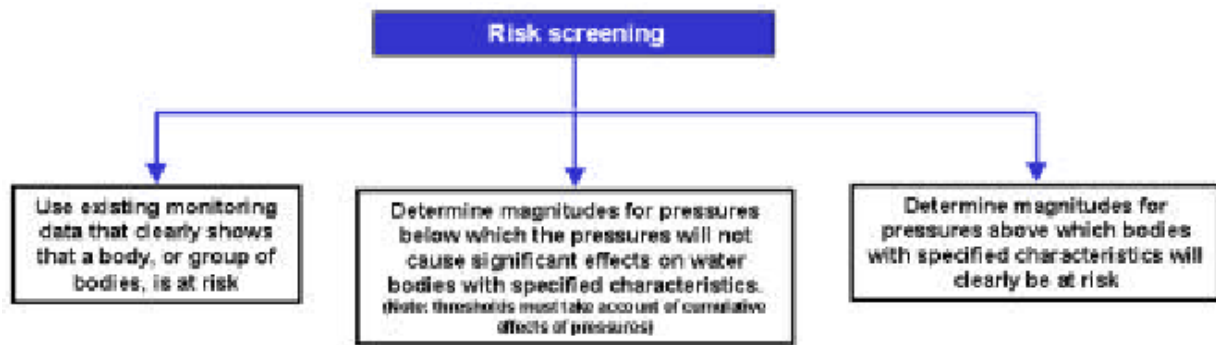 Risk screening
Use existing monitoring
data that clearly shows
that a body, or group of
bodies, is at risk
Determine magnitudes for pressures
below which the pressures will not
cause significant effects on water
bodies with specified characteristics.
(Note: thresholds must take account of cumulative
effects of pressures)
Determine magnitudes for
pressures above which bodies
with specified characteristics will
clearly be at risk